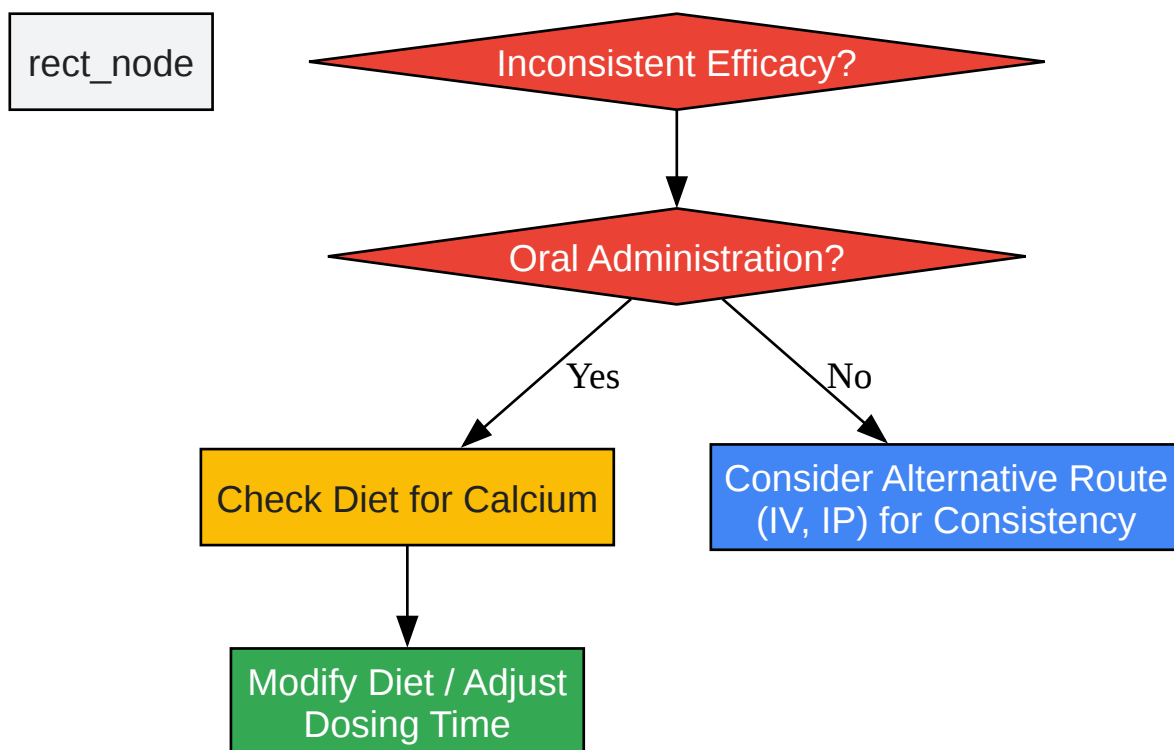 rect_node
Inconsistent Efficacy?
Oral Administration?
Yes
No
Check Diet for Calcium
Consider Alternative Route
(IV, IP) for Consistency
Modify Diet / Adjust
Dosing Time